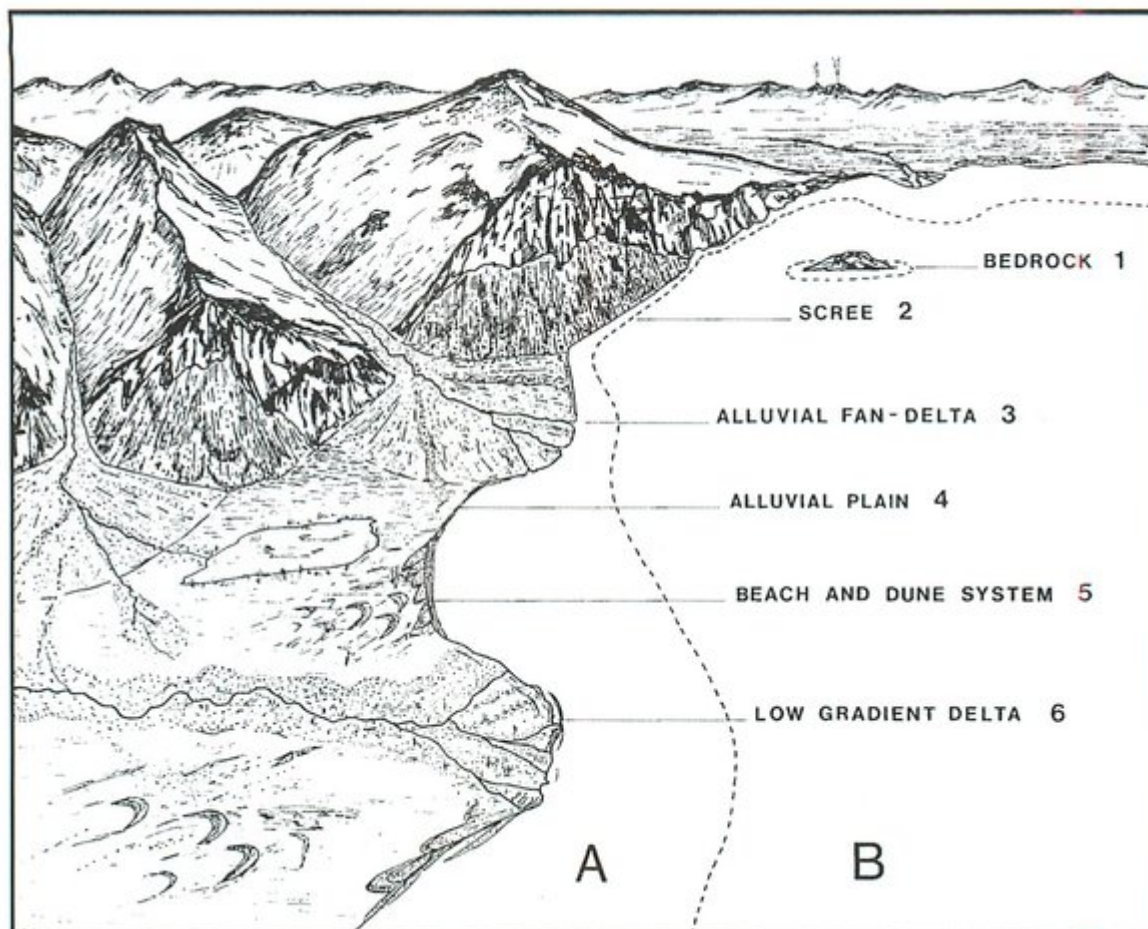 BEDROCK 1
SCREE 2
ALLUVIAL FAN-DELTA 3
ALLUVIAL PLAIN 4
BEACH AND DUNE SYSTEM 5
LOW GRADIENT DELTA 6
A B